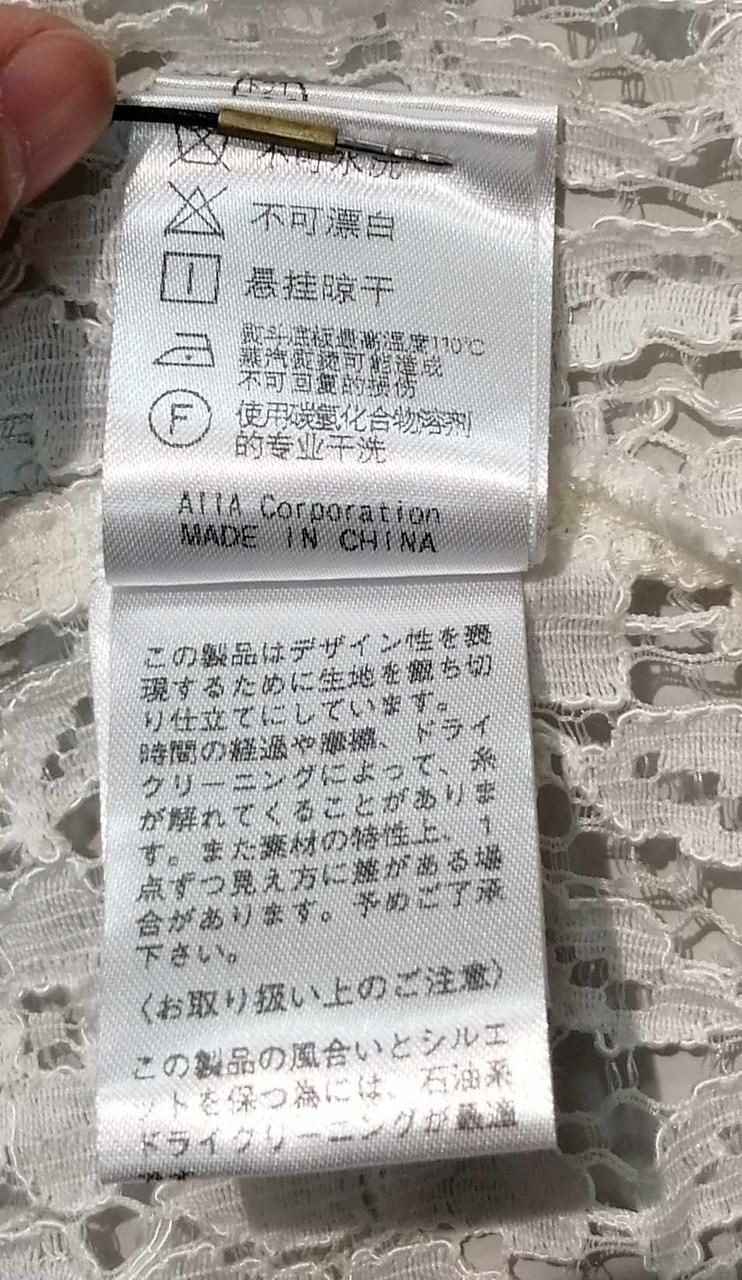 不可水洗
不可漂白
悬挂晾干
熨斗底板最高温度110℃
蒸汽熨烫可能造成
不可回复的损伤
F
使用碳氢化合物溶剂
的专业干洗
AIIA Corporation
MADE IN CHINA
この製品はデザイン性を表
現するために生地を裁ち切
り仕立てにしています。
時間の経過や摩擦、ドライ
クリーニングによって、糸
が解れてくることがありま
す。また素材の特性上、1
点ずつ見え方に差がある場
合があります。予めご了承
下さい。
〈お取り扱い上のご注意〉
この製品の風合いとシルエ
ットを保つ為には、石油系
ドライクリーニングが最適